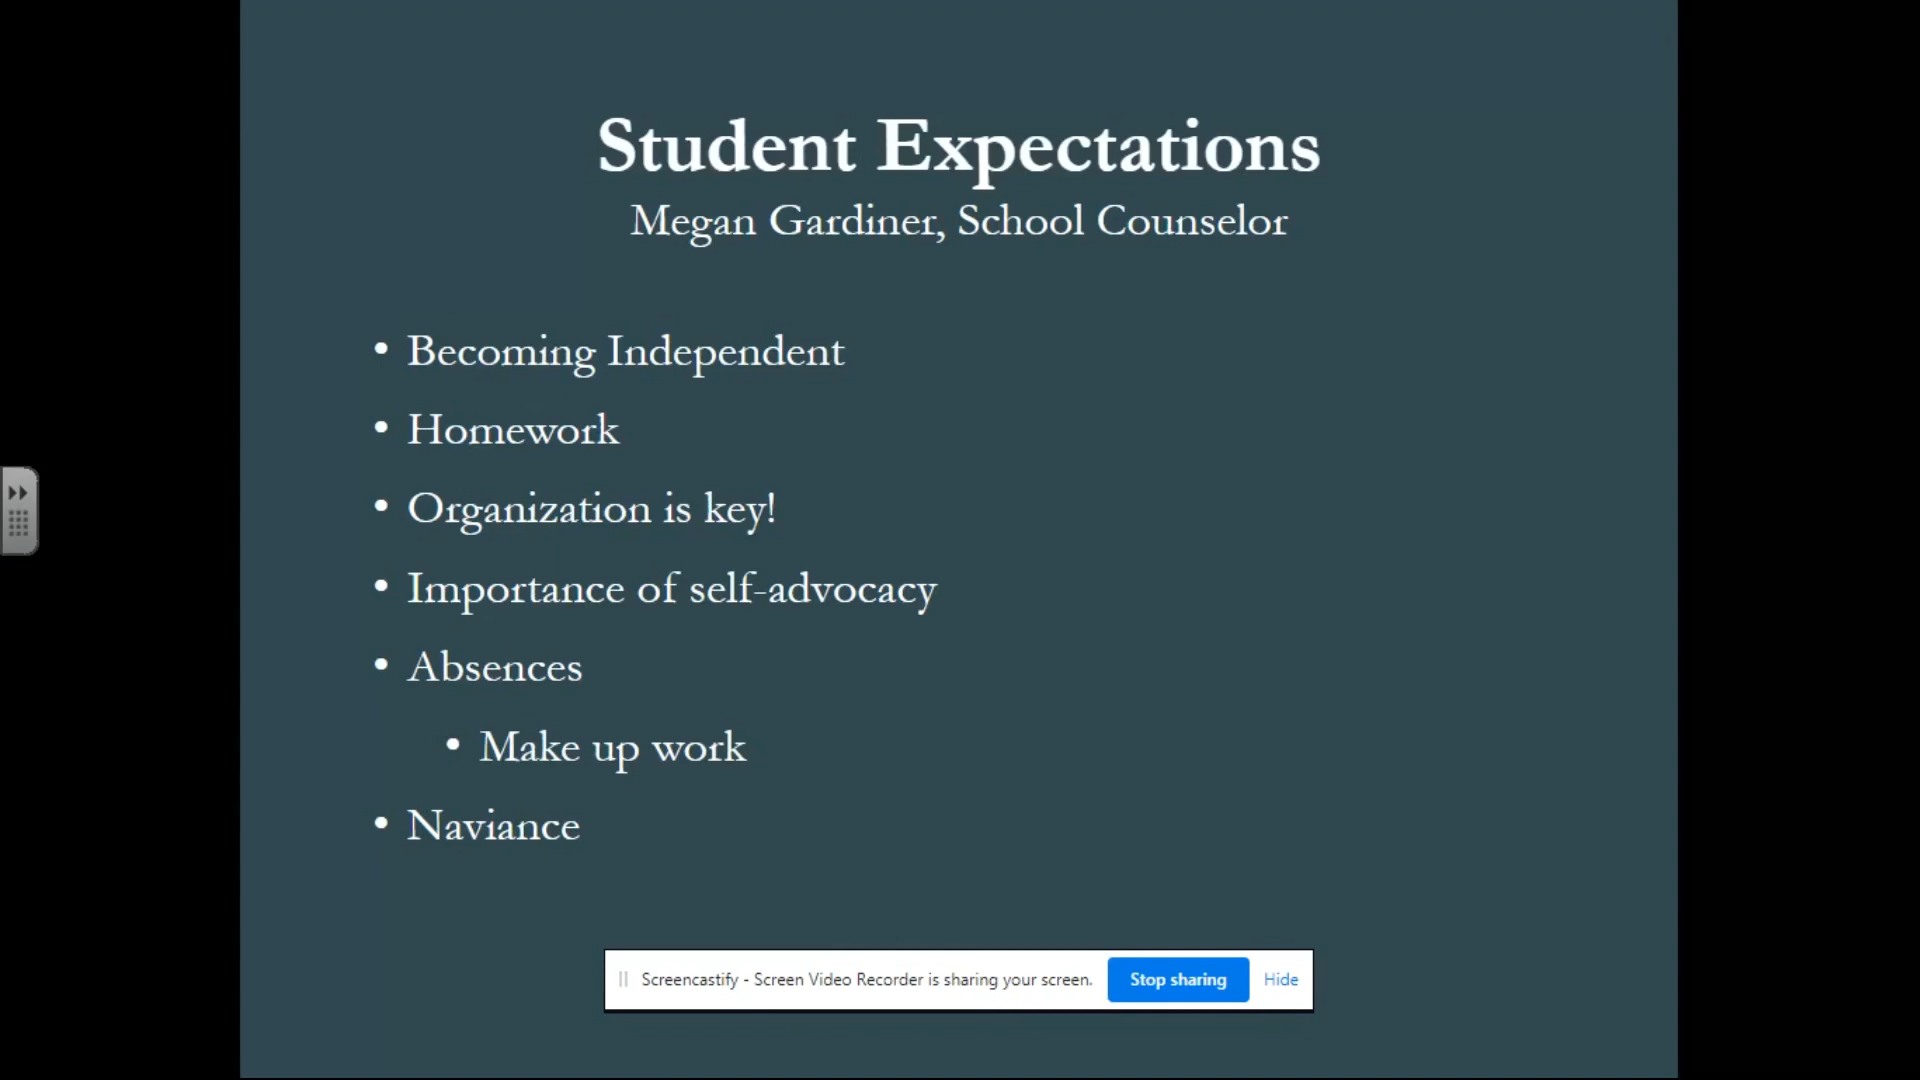 Student Expectations
Megan Gardiner, School Counselor
• Becoming Independent
• Homework
• Organization is key!
• Importance of self-advocacy
• Absences
• Make up work
• Naviance
Screencastify - Screen Video Recorder is sharing your screen. Stop sharing Hide